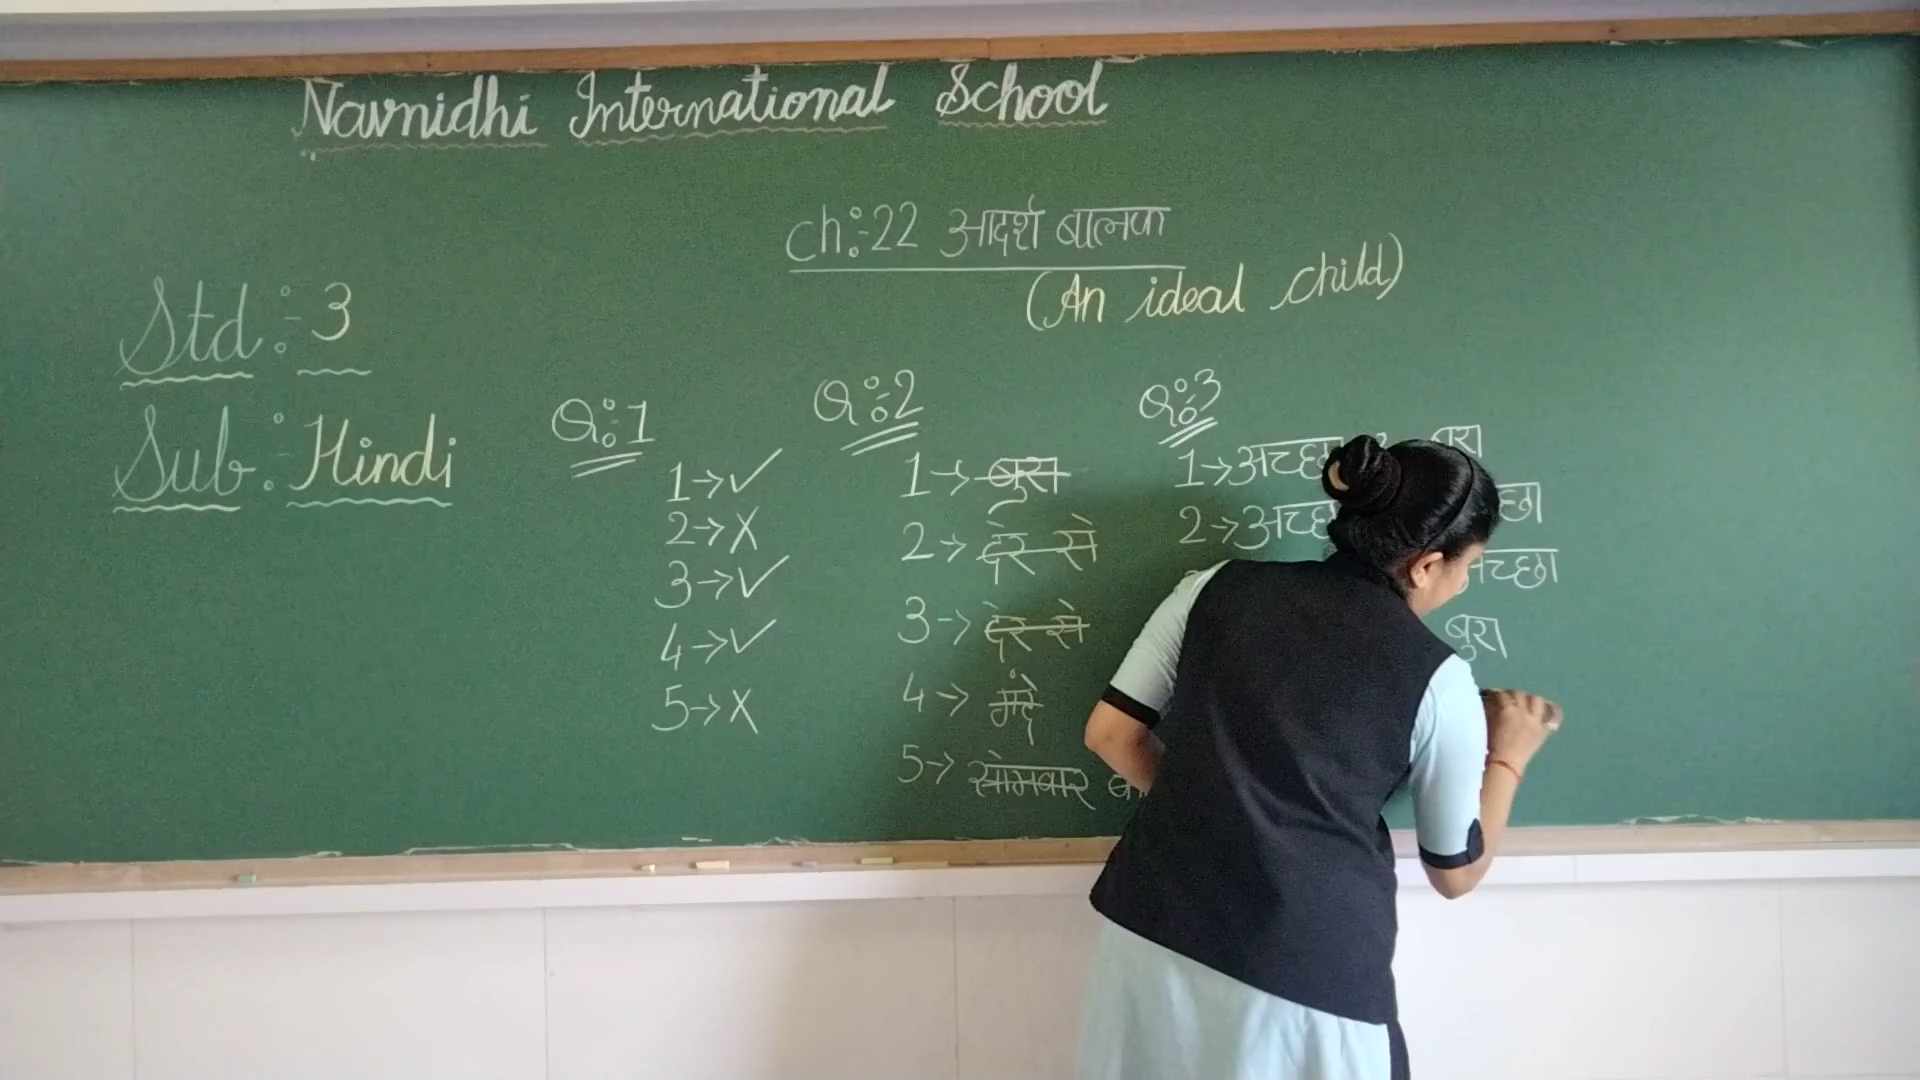 Navnidhi International School
ch:-22 आदर्श बालक
(An ideal child)
Std:- 3
Sub:- Hindi
Q:1
1→✓
2→X
3→✓
4→✓
5→X
Q:2
1→ बुरा
2→ देर से
3→ देर से
4→ गंदे
5→ सोमवार
Q:3
1→अच्छा
2→अच्छ
च्छा
बुरा